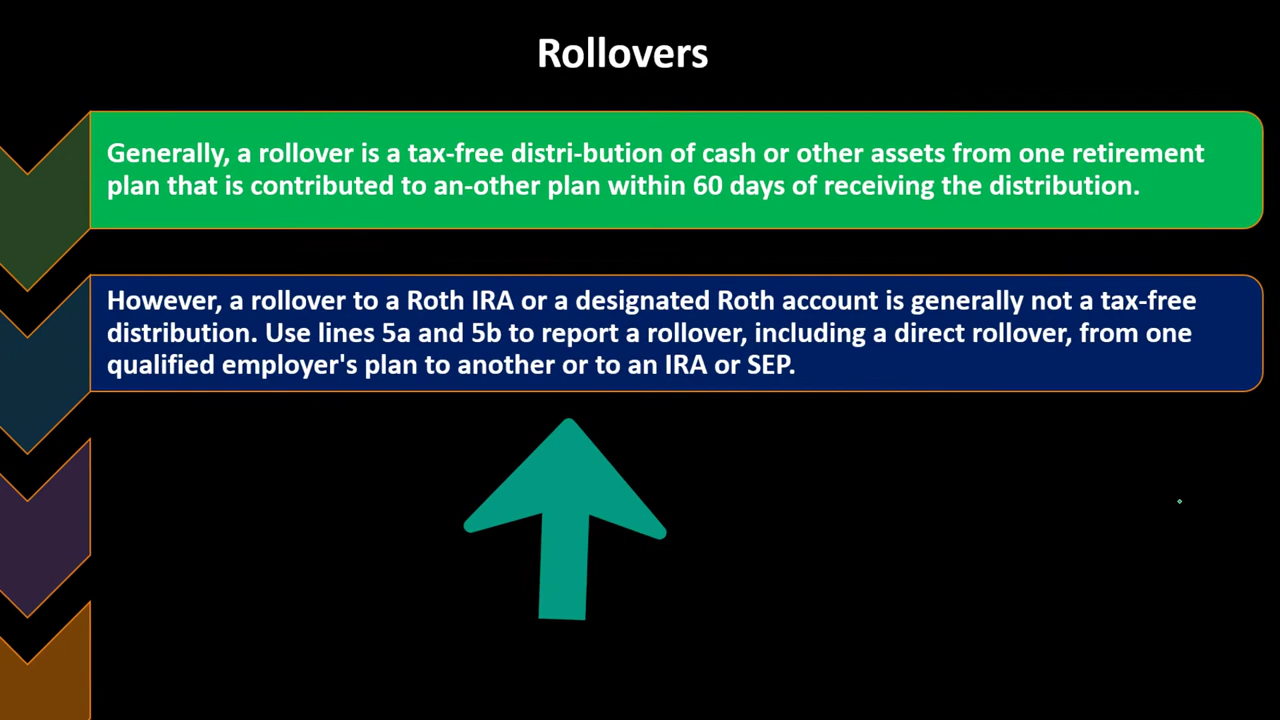 Rollovers
Generally, a rollover is a tax-free distri-bution of cash or other assets from one retirement
plan that is contributed to an-other plan within 60 days of receiving the distribution.
However, a rollover to a Roth IRA or a designated Roth account is generally not a tax-free
distribution. Use lines 5a and 5b to report a rollover, including a direct rollover, from one
qualified employer's plan to another or to an IRA or SEP.